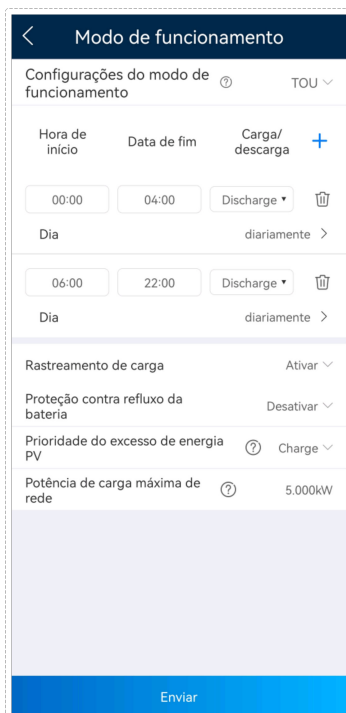 Modo de funcionamento
Configurações do modo de
funcionamento
TOU
Hora de
início
Data de fim
Carga/
descarga
00:00 04:00 Discharge
Dia diariamente
06:00 22:00 Discharge
Dia diariamente
Rastreamento de carga Ativar
Proteção contra refluxo da
bateria
Desativar
Prioridade do excesso de energia
PV
? Charge
Potência de carga máxima de
rede
? 5.000kW
Enviar